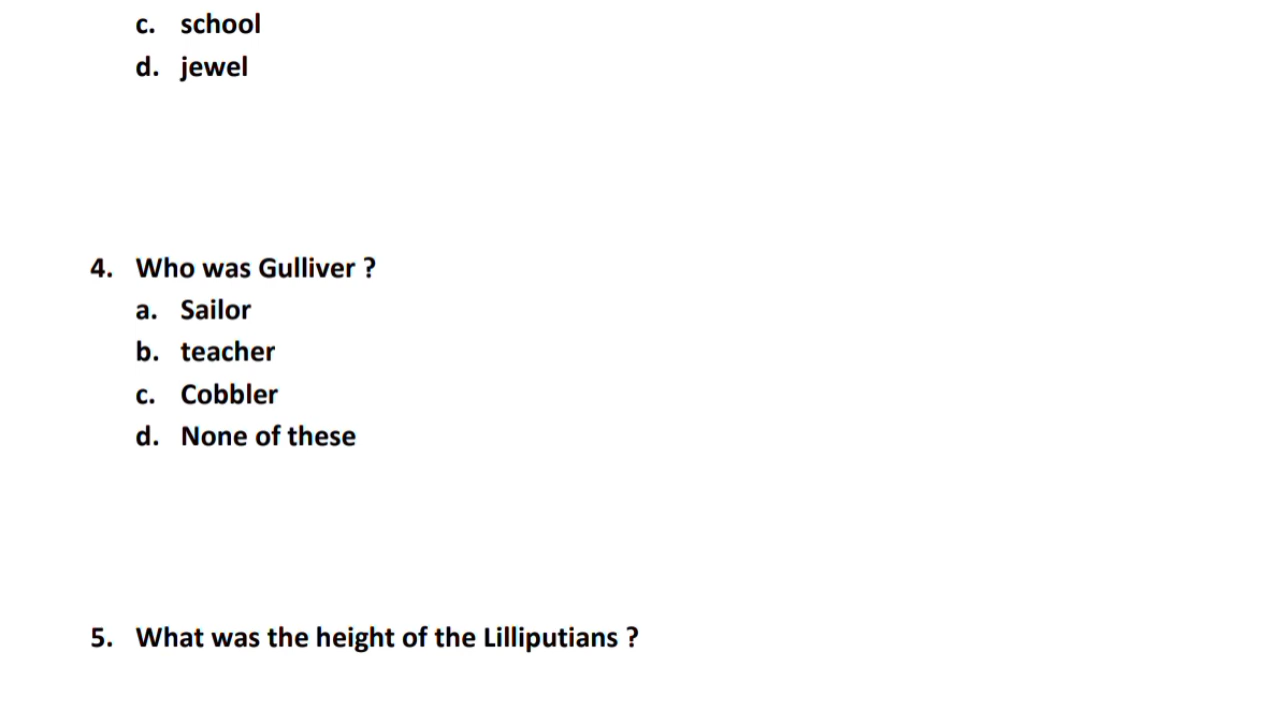 c. school
d. jewel
4. Who was Gulliver ?
a. Sailor
b. teacher
c. Cobbler
d. None of these
5. What was the height of the Lilliputians ?